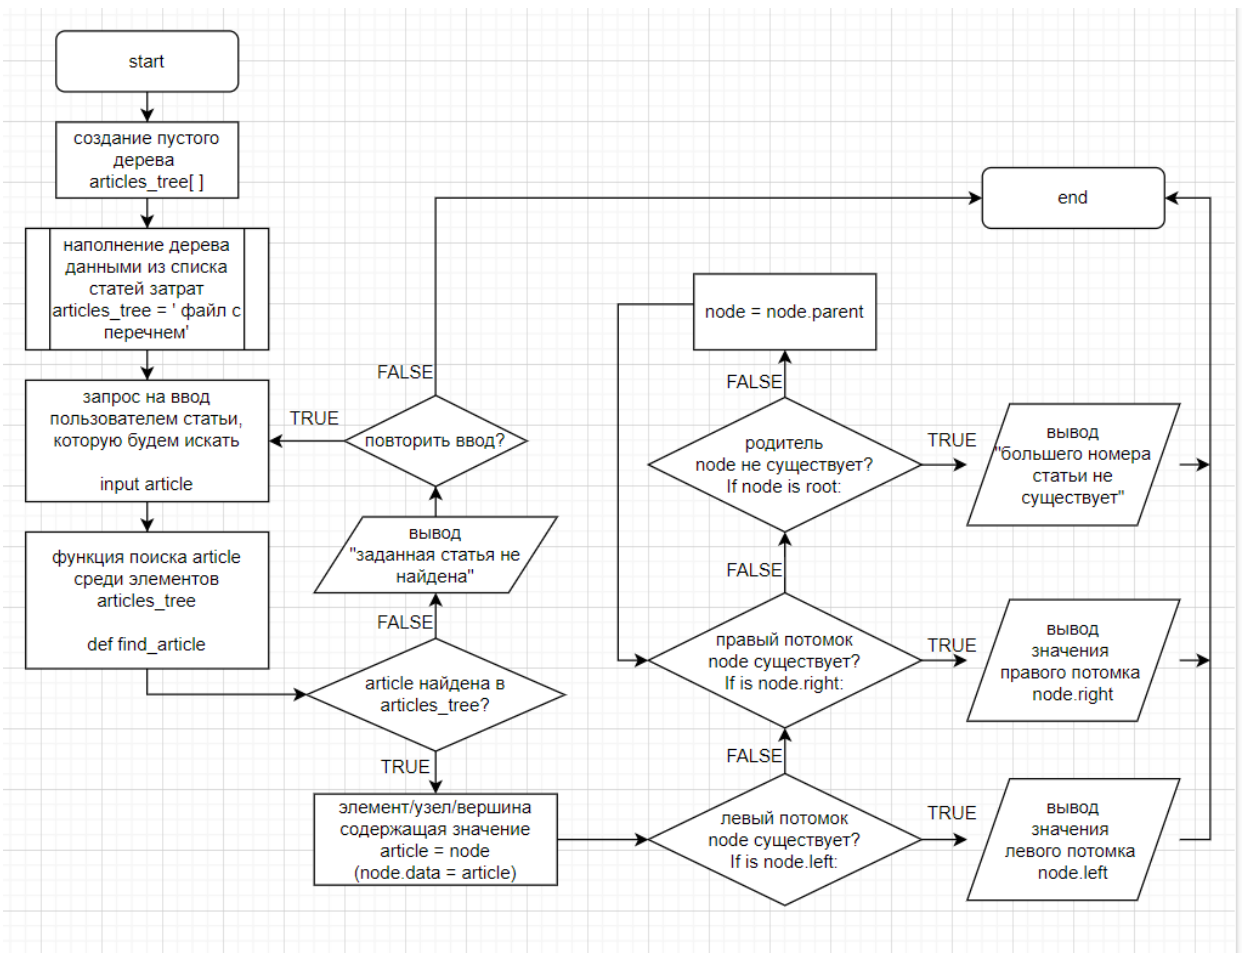 start
создание пустого
дерева
articles_tree[ ]
наполнение дерева
данными из списка
статей затрат
articles_tree = ' файл с
перечнем'
запрос на ввод
пользователем статьи,
которую будем искать
input article
функция поиска article
среди элементов
articles_tree
def find_article
FALSE
TRUE
повторить ввод?
вывод
"заданная статья не
найдена"
FALSE
article найдена в
articles_tree?
TRUE
элемент/узел/вершина
содержащая значение
article = node
(node.data = article)
end
node = node.parent
FALSE
родитель
node не существует?
If node is root:
TRUE
вывод
"большего номера
статьи не
существует"
FALSE
правый потомок
node существует?
If is node.right:
TRUE
вывод
значения
правого потомка
node.right
FALSE
левый потомок
node существует?
If is node.left:
TRUE
вывод
значения
левого потомка
node.left